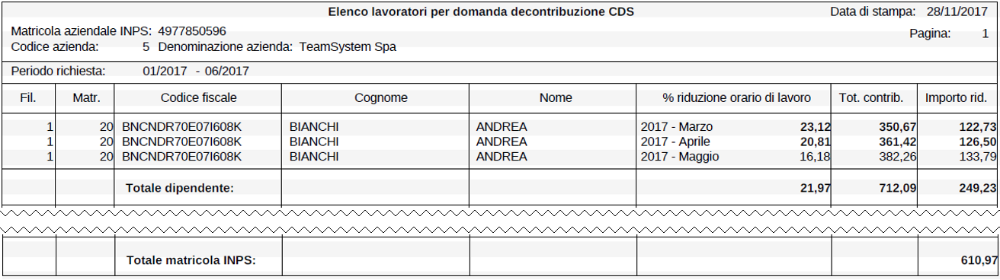 Elenco lavoratori per domanda decontribuzione CDS Data di stampa: 28/11/2017
Matricola aziendale INPS: 4977850596 Pagina: 1
Codice azienda: 5 Denominazione azienda: TeamSystem Spa
Periodo richiesta: 01/2017 - 06/2017
Fil. Matr. Codice fiscale Cognome Nome % riduzione orario di lavoro Tot. contrib. Importo rid.
1 20 BNCNDR70E07I608K BIANCHI ANDREA 2017 - Marzo 23,12 350,67 122,73
1 20 BNCNDR70E07I608K BIANCHI ANDREA 2017 - Aprile 20,81 361,42 126,50
1 20 BNCNDR70E07I608K BIANCHI ANDREA 2017 - Maggio 16,18 382,26 133,79
Totale dipendente: 21,97 712,09 249,23
Totale matricola INPS: 610,97